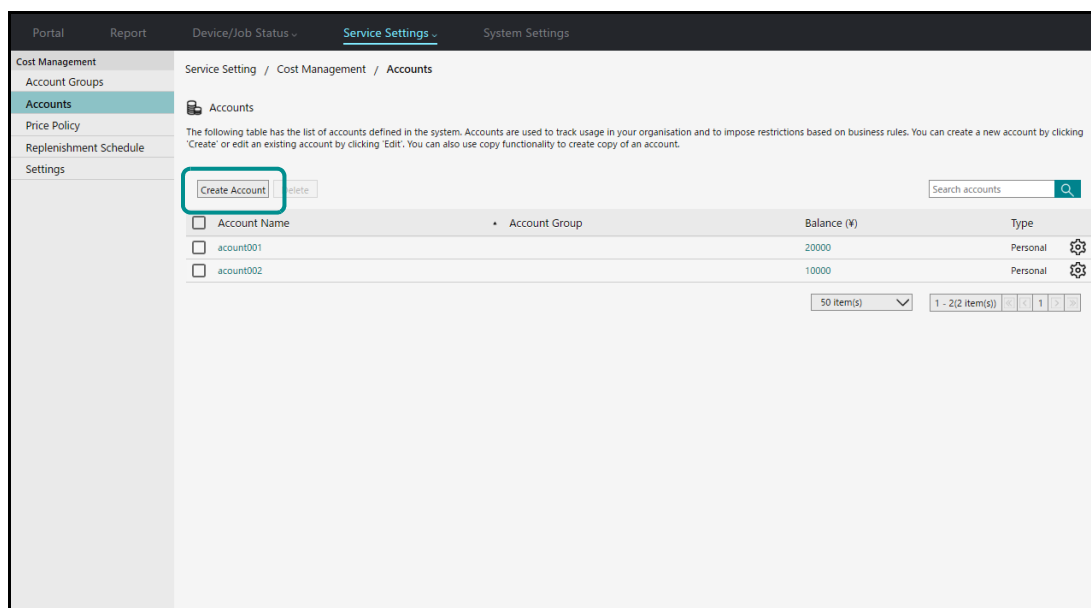 Portal Report Device/Job Status Service Settings System Settings
Cost Management
Account Groups
Accounts
Price Policy
Replenishment Schedule
Settings
Service Setting / Cost Management / Accounts
Accounts
The following table has the list of accounts defined in the system. Accounts are used to track usage in your organisation and to impose restrictions based on business rules. You can create a new account by clicking
'Create' or edit an existing account by clicking 'Edit'. You can also use copy functionality to create copy of an account.
Create Account Delete Search accounts
Account Name Account Group Balance (¥) Type
acount001 20000 Personal
acount002 10000 Personal
50 item(s) 1 - 2(2 item(s)) « < 1 > »